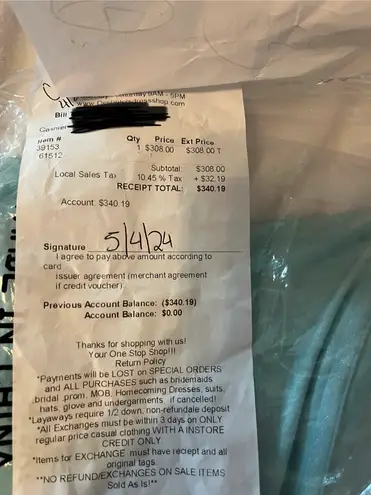 Saturday 9AM - 5PM
Bill
Cashier
Item #
Qty Price Ext Price
39153 1 $308.00 $308.00 T
61512
Subtotal: $308.00
Local Sales Tax 10.45 % Tax + $32.19
RECEIPT TOTAL: $340.19
Account: $340.19
5/4/24
Signature
I agree to pay above amount according to
card
issuer agreement (merchant agreement
if credit voucher)
Previous Account Balance: ($340.19)
Account Balance: $0.00
Thanks for shopping with us!
Your One Stop Shop!!!
Return Policy
*Payments will be LOST on SPECIAL ORDERS
and ALL PURCHASES such as bridemaids
,bridal ,prom, MOB, Homecoming Dresses, suits,
hats, glove and undergarments if cancelled!
*Layaways require 1/2 down, non-refundale deposit
*All Exchanges must be within 3 days on ONLY
regular price casual clothing WITH A INSTORE
CREDIT ONLY
*Items for EXCHANGE must have reciept and all
original tags.
**NO REFUND/EXCHANGES ON SALE ITEMS
Sold As Is!**